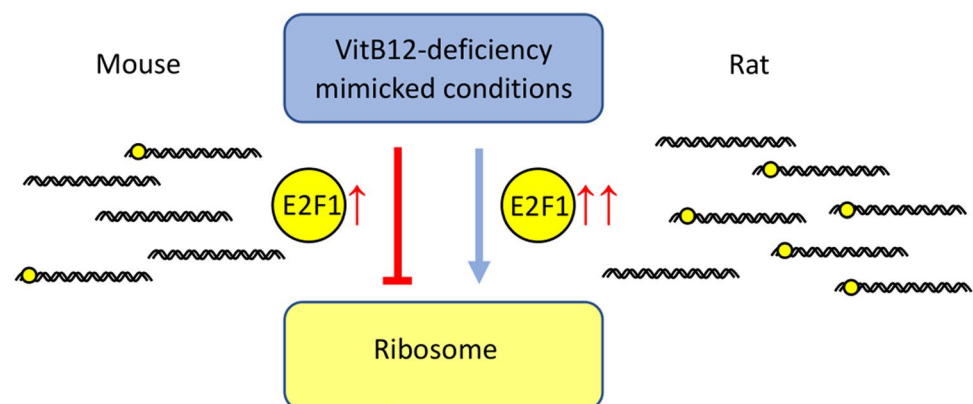 Mouse
VitB12-deficiency
mimicked conditions
Rat
E2F1
E2F1
Ribosome